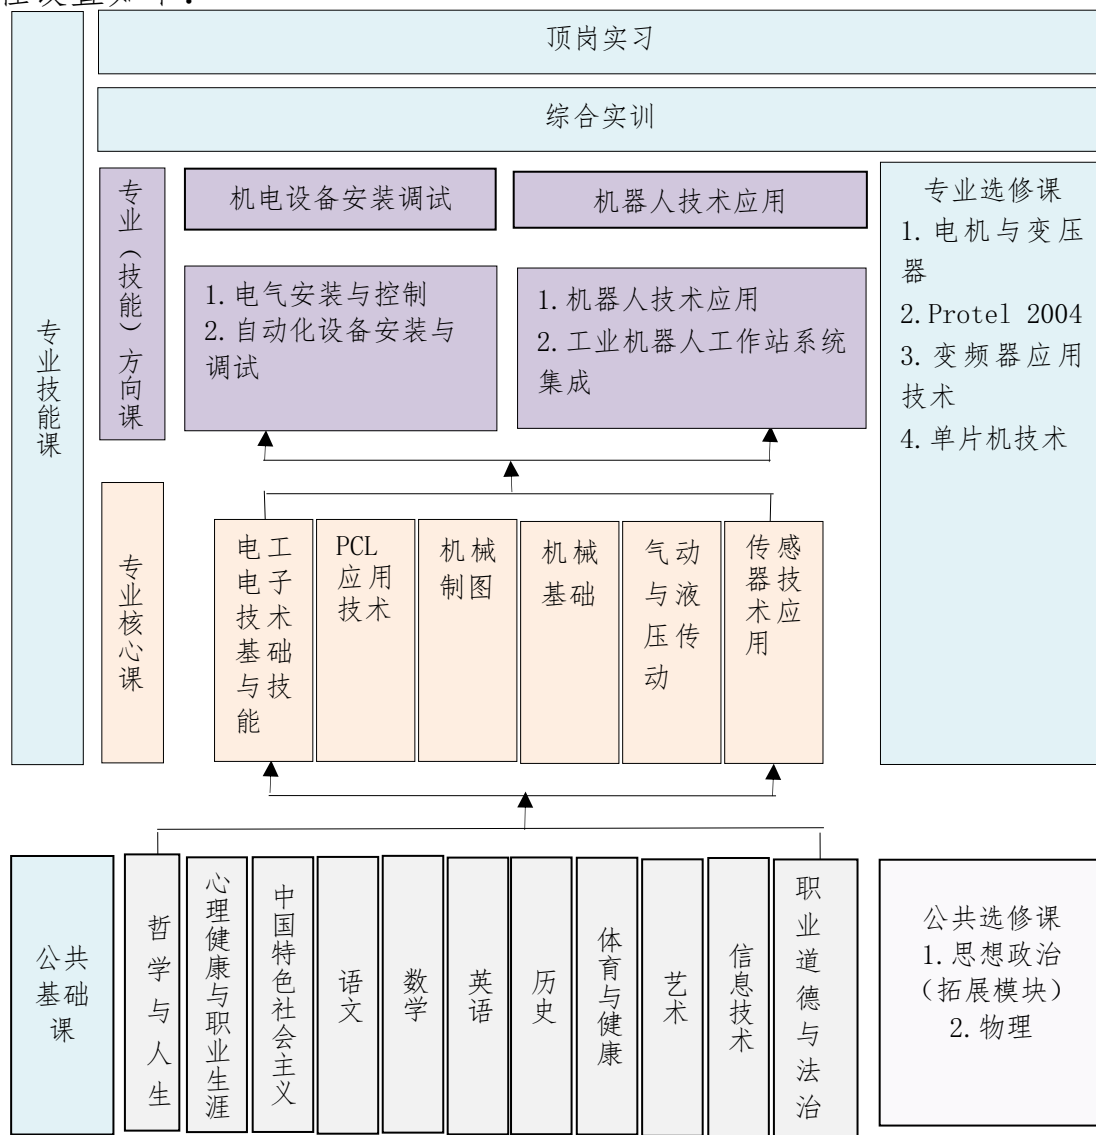 顶岗实习
综合实训
专业技能课
专业（技能）方向课
机电设备安装调试
机器人技术应用
1.电气安装与控制
2.自动化设备安装与
调试
1.机器人技术应用
2.工业机器人工作站系统
集成
专业选修课
1.电机与变压
器
2.Protel 2004
3.变频器应用
技术
4.单片机技术
专业核心课
电工
电子
技术
基础
与技
能
PCL
应用
技术
机械
制图
机械
基础
气动
与液
压传
动
传感
器技
术应
用
公共
基础
课
哲学与人生
心理健康与职业生涯
中国特色社会主义
语文
数学
英语
历史
体育与健康
艺术
信息技术
职业道德与法治
公共选修课
1.思想政治
（拓展模块）
2.物理